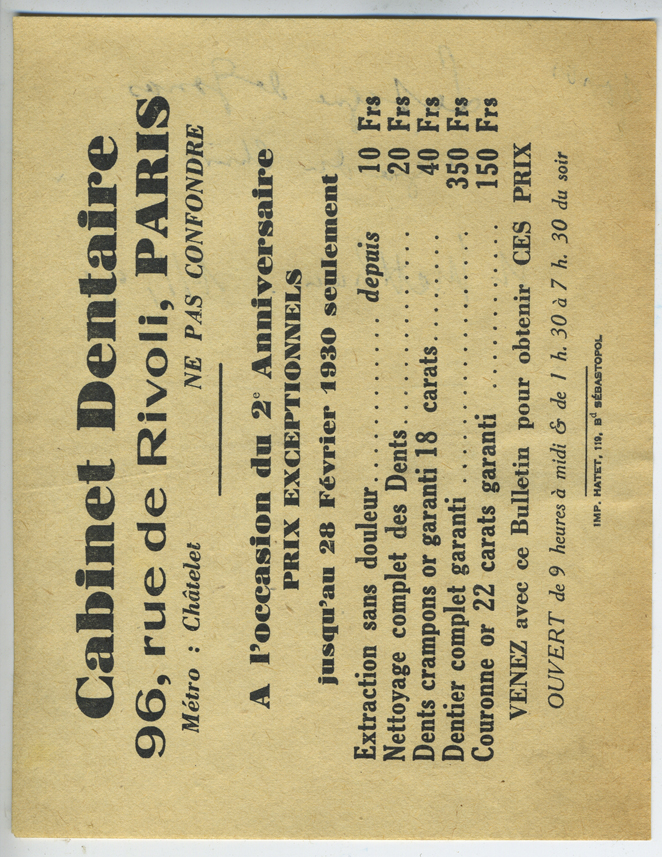 Cabinet Dentaire
96, rue de Rivoli, PARIS
Métro : Châtelet NE PAS CONFONDRE
A l'occasion du 2e Anniversaire
PRIX EXCEPTIONNELS
jusqu'au 28 Février 1930 seulement
Extraction sans douleur........................ depuis 10 Frs
Nettoyage complet des Dents.................... 20 Frs
Dents crampons or garanti 18 carats............ 40 Frs
Dentier complet garanti ....................... 350 Frs
Couronne or 22 carats garanti ................. 150 Frs
VENEZ avec ce Bulletin pour obtenir CES PRIX
OUVERT de 9 heures à midi & de 1 h. 30 à 7 h. 30 du soir
IMP. HATET, 119, Bd SÉBASTOPOL